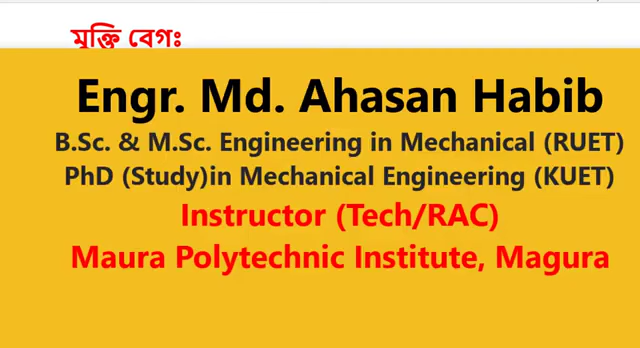 মুক্তি বেগঃ
Engr. Md. Ahasan Habib
B.Sc. & M.Sc. Engineering in Mechanical (RUET)
PhD (Study)in Mechanical Engineering (KUET)
Instructor (Tech/RAC)
Maura Polytechnic Institute, Magura